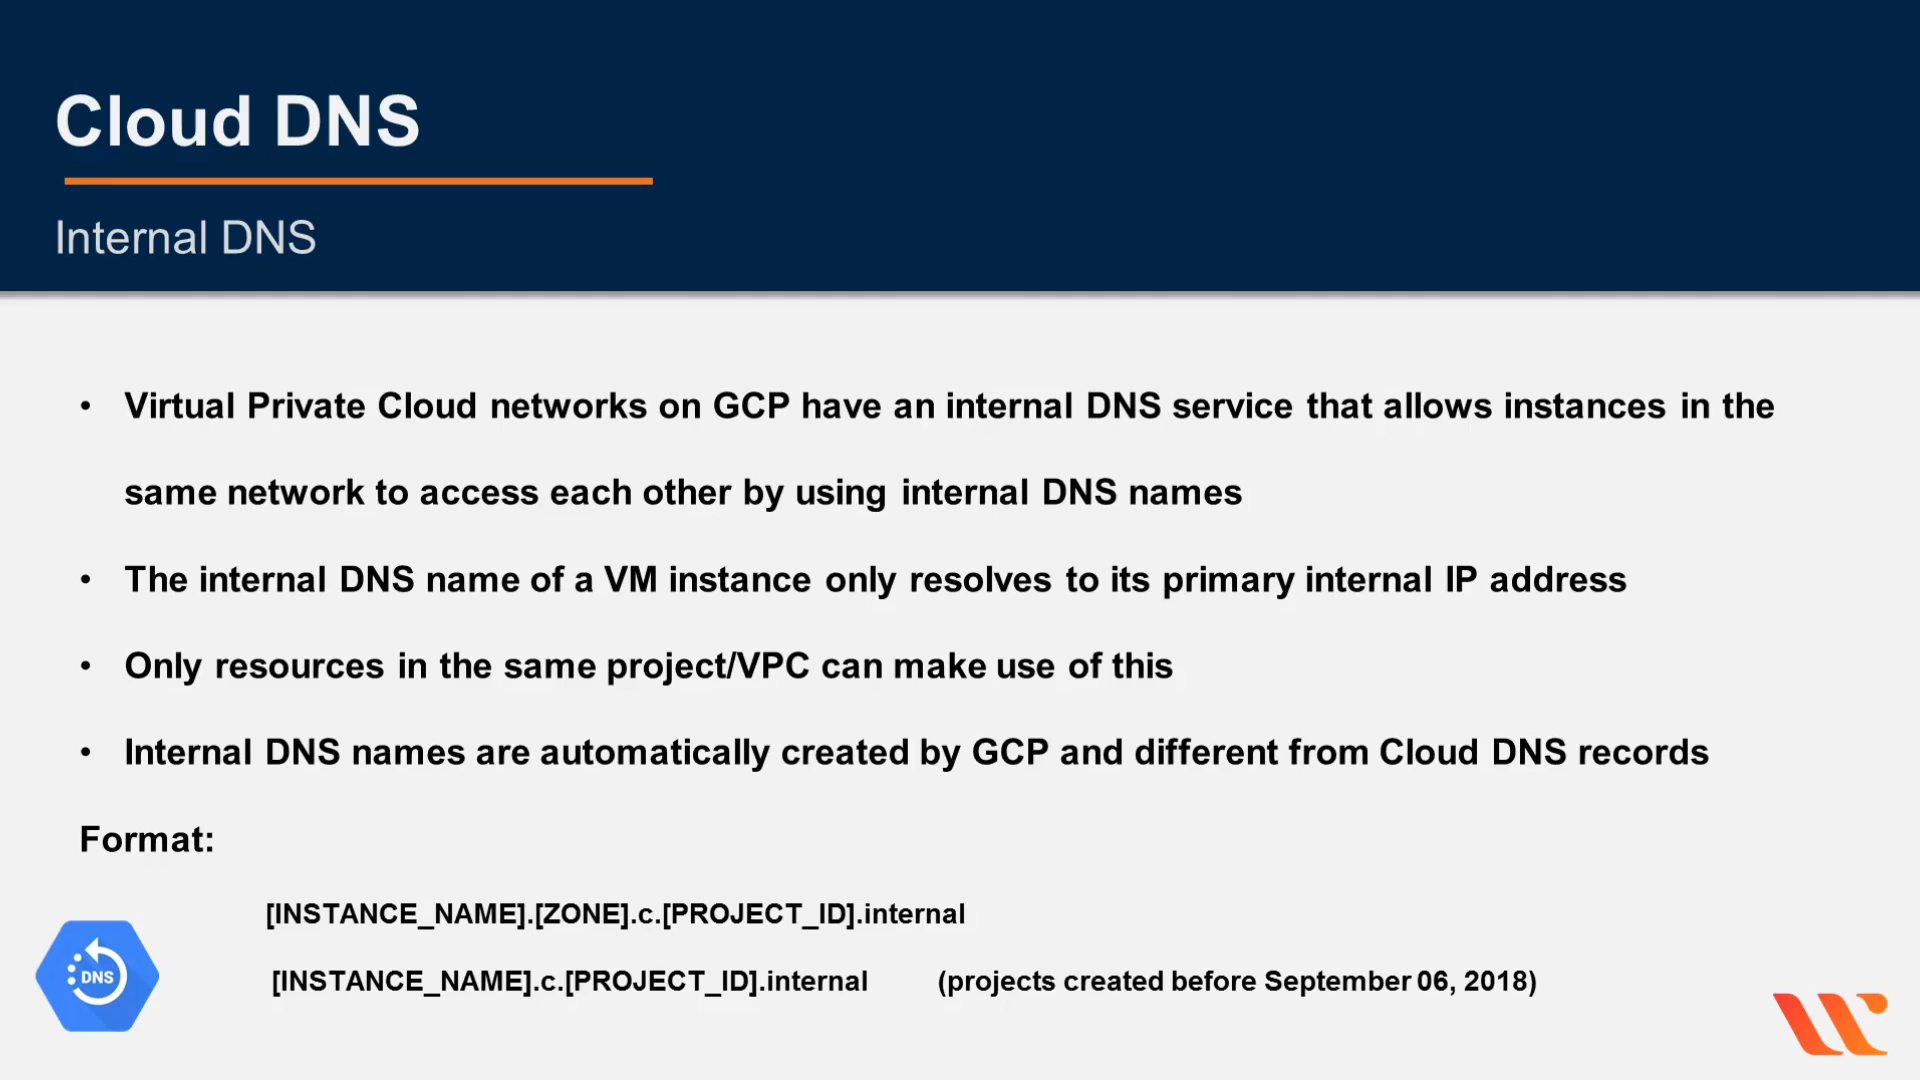 Cloud DNS
Internal DNS
• Virtual Private Cloud networks on GCP have an internal DNS service that allows instances in the
same network to access each other by using internal DNS names
• The internal DNS name of a VM instance only resolves to its primary internal IP address
• Only resources in the same project/VPC can make use of this
• Internal DNS names are automatically created by GCP and different from Cloud DNS records
Format:
[INSTANCE_NAME].[ZONE].c.[PROJECT_ID].internal
[INSTANCE_NAME].c.[PROJECT_ID].internal (projects created before September 06, 2018)
DNS